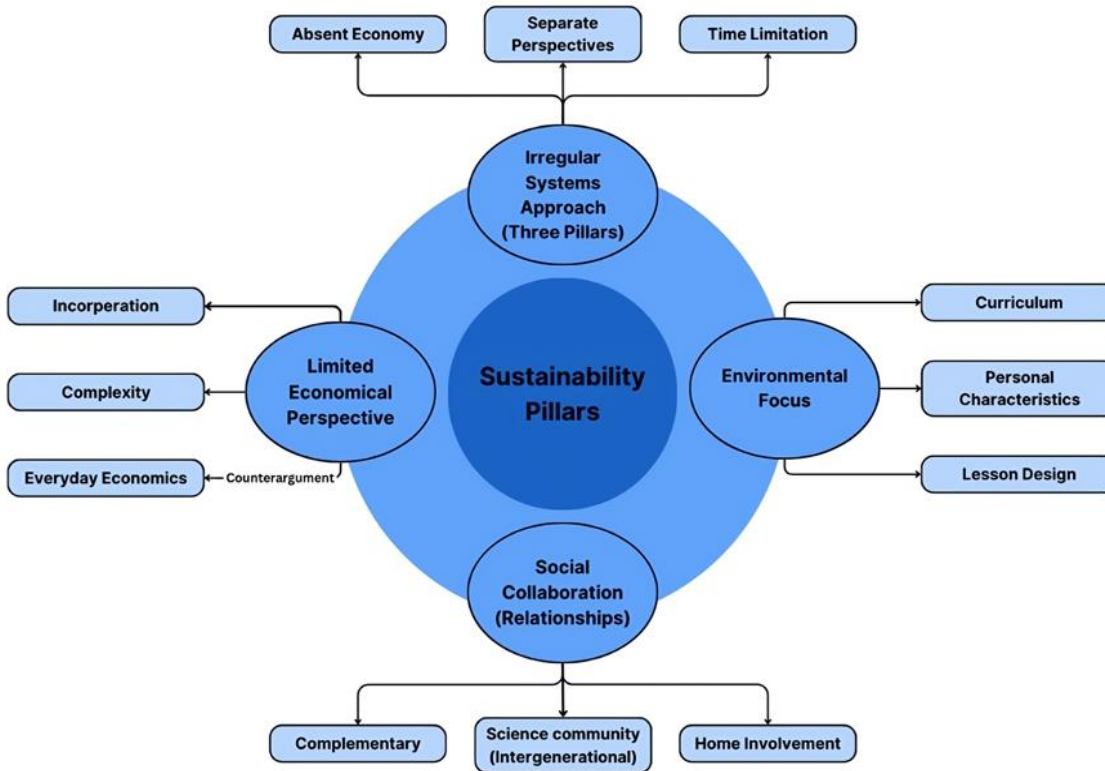 Absent Economy
Separate
Perspectives
Time Limitation
Irregular
Systems
Approach
(Three Pillars)
Incorperation
Complexity
Everyday Economics
Counterargument
Limited
Economical
Perspective
Sustainability
Pillars
Environmental
Focus
Curriculum
Personal
Characteristics
Lesson Design
Social
Collaboration
(Relationships)
Complementary
Science community
(Intergenerational)
Home Involvement